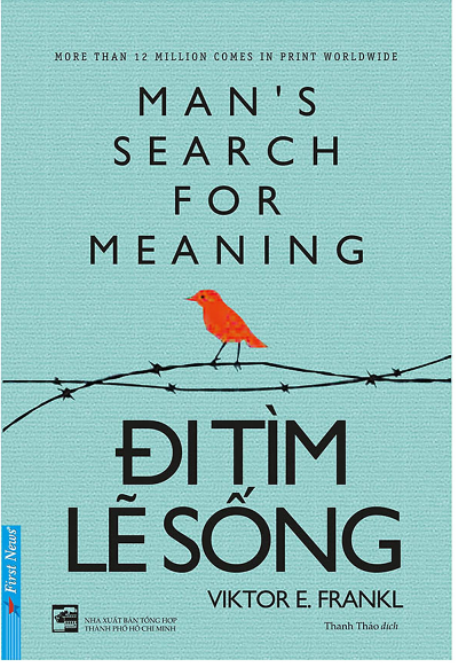 MORE THAN 12 MILLION COMES IN PRINT WORLDWIDE
MAN'S
SEARCH
FOR
MEANING
ĐI TÌM
LẼ SỐNG
VIKTOR E. FRANKL
Thanh Thảo dịch
First News
NHÀ XUẤT BẢN TỔNG HỢP
THÀNH PHỐ HỒ CHÍ MINH